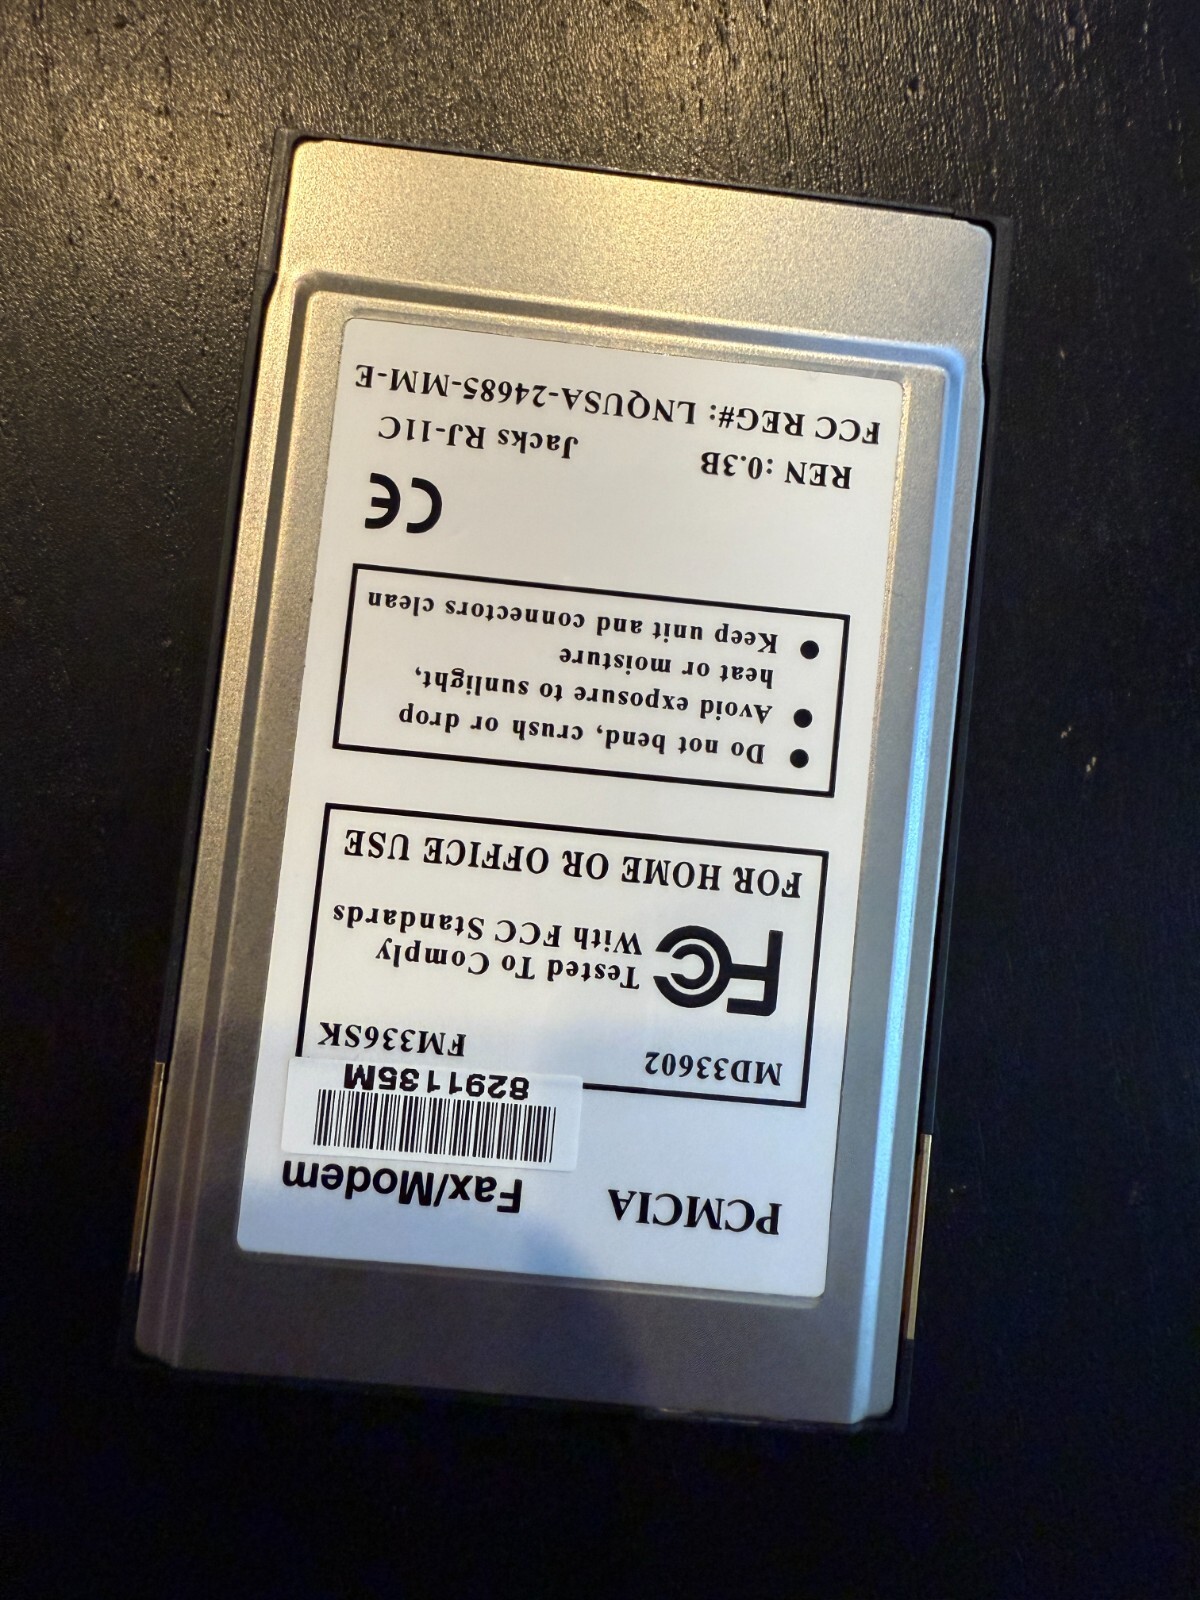 PCMCIA Fax/Modem
8291135M
MD33602 FM336SK
FC Tested To Comply
With FCC Standards
FOR HOME OR OFFICE USE
● Do not bend, crush or drop
● Avoid exposure to sunlight,
heat or moisture
● Keep unit and connectors clean
CE
REN :0.3B Jacks RJ-11C
FCC REG#: LNQUSA-24685-MM-E